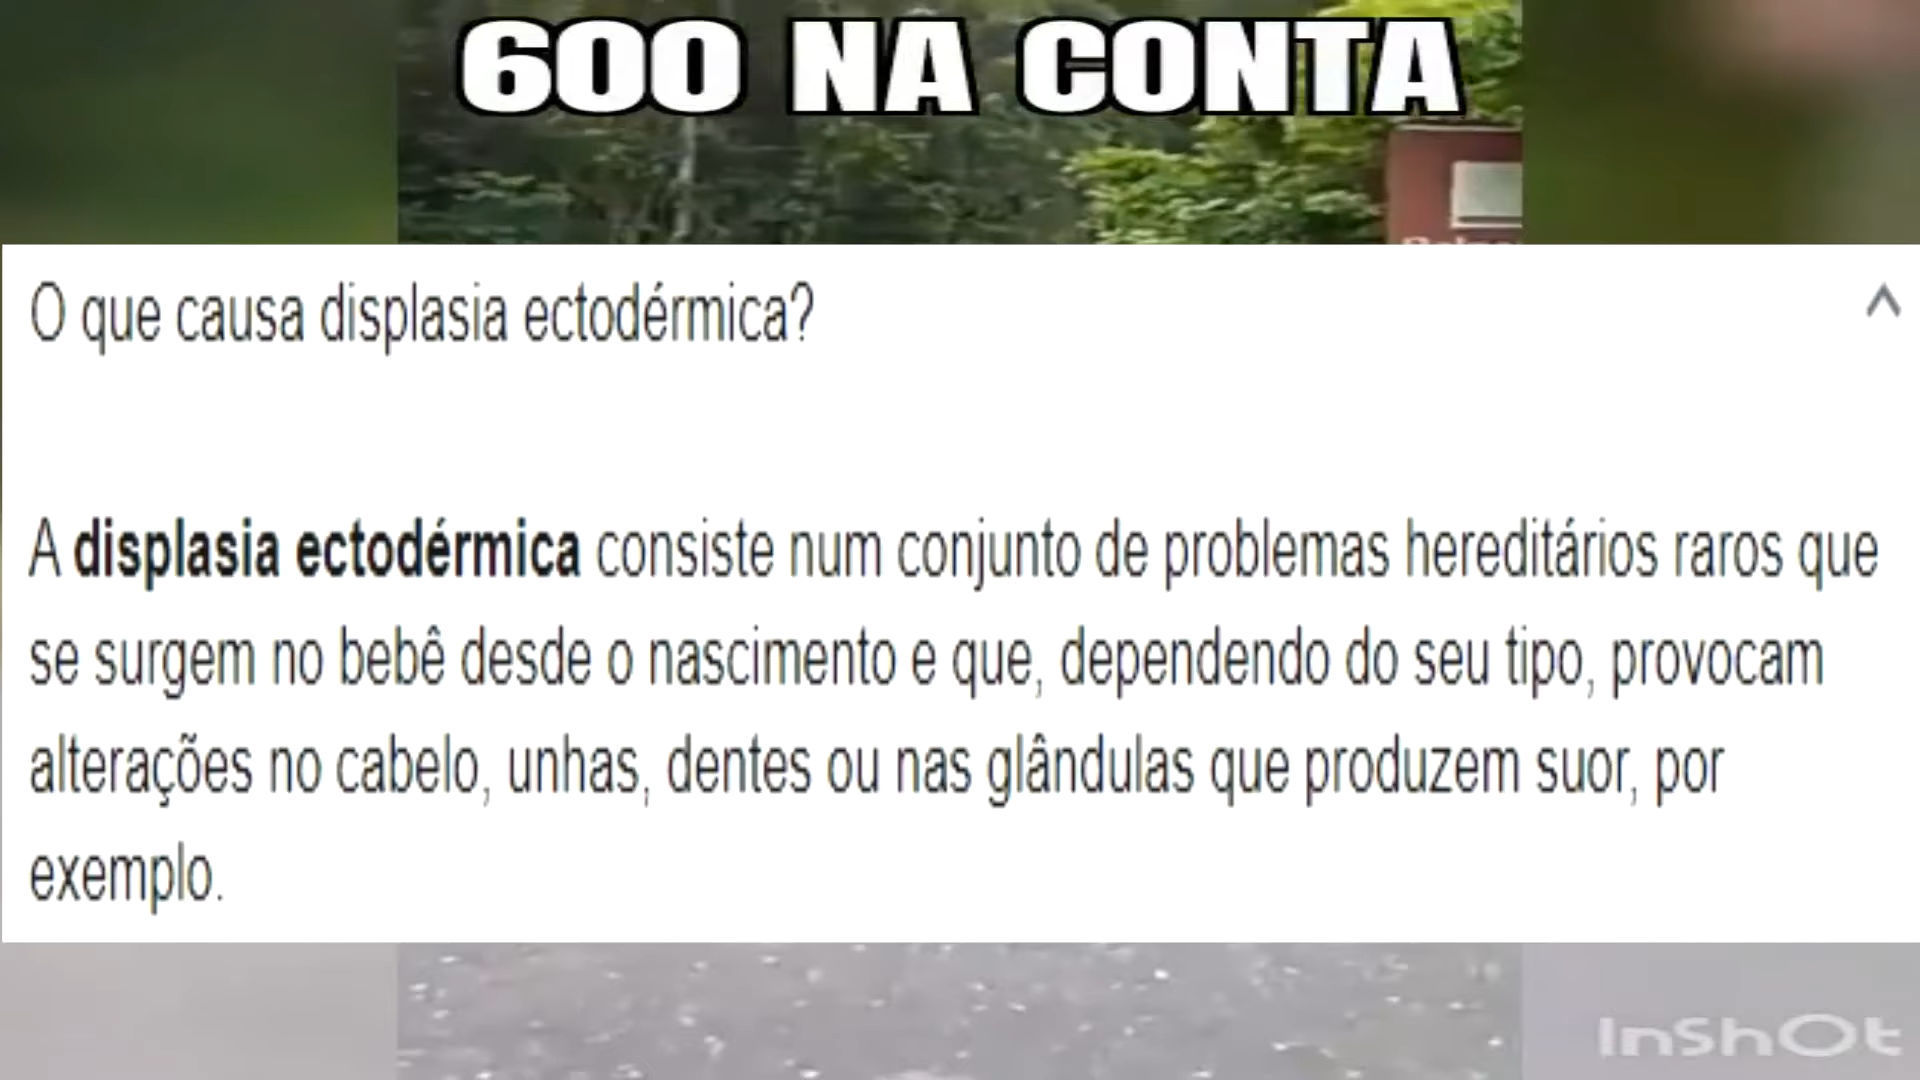 600 NA CONTA
O que causa displasia ectodérmica?
A displasia ectodérmica consiste num conjunto de problemas hereditários raros que
se surgem no bebê desde o nascimento e que, dependendo do seu tipo, provocam
alterações no cabelo, unhas, dentes ou nas glândulas que produzem suor, por
exemplo.
InShOt